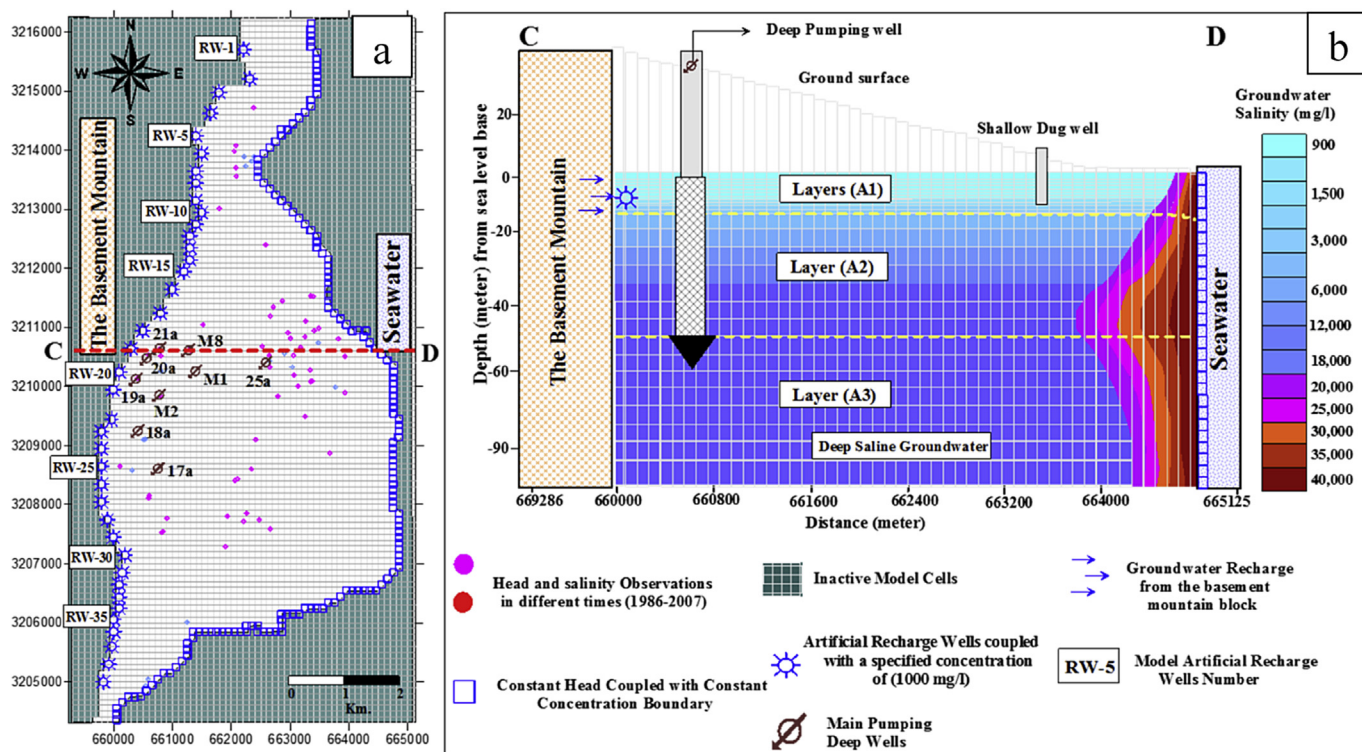 a
3216000
3215000
3214000
3213000
3212000
3211000
3210000
3209000
3208000
3207000
3206000
3205000
N
W
E
S
RW-1
RW-5
RW-10
RW-15
RW-20
RW-25
RW-30
RW-35
The Basement Mountain
Seawater
C
D
21a
M8
20a
M1
25a
19a
M2
18a
17a
0
1
2
Km.
660000
661000
662000
663000
664000
665000
b
C
D
Deep Pumping well
Ground surface
Shallow Dug well
Depth (meter) from sea level base
20
0
-20
-40
-60
-90
The Basement Mountain
Layers (A1)
Layer (A2)
Layer (A3)
Deep Saline Groundwater
Seawater
669286
660000
660800
661600
662400
663200
664000
665125
Distance (meter)
Groundwater
Salinity (mg/l)
900
1,500
3,000
6,000
12,000
18,000
20,000
25,000
30,000
35,000
40,000
Head and salinity Observations
in different times (1986-2007)
Constant Head Coupled with Constant
Concentration Boundary
Inactive Model Cells
Artificial Recharge Wells coupled
with a specified concentration
of (1000 mg/l)
Main Pumping
Deep Wells
Groundwater Recharge
from the basement
mountain block
RW-5
Model Artificial Recharge
Wells Number